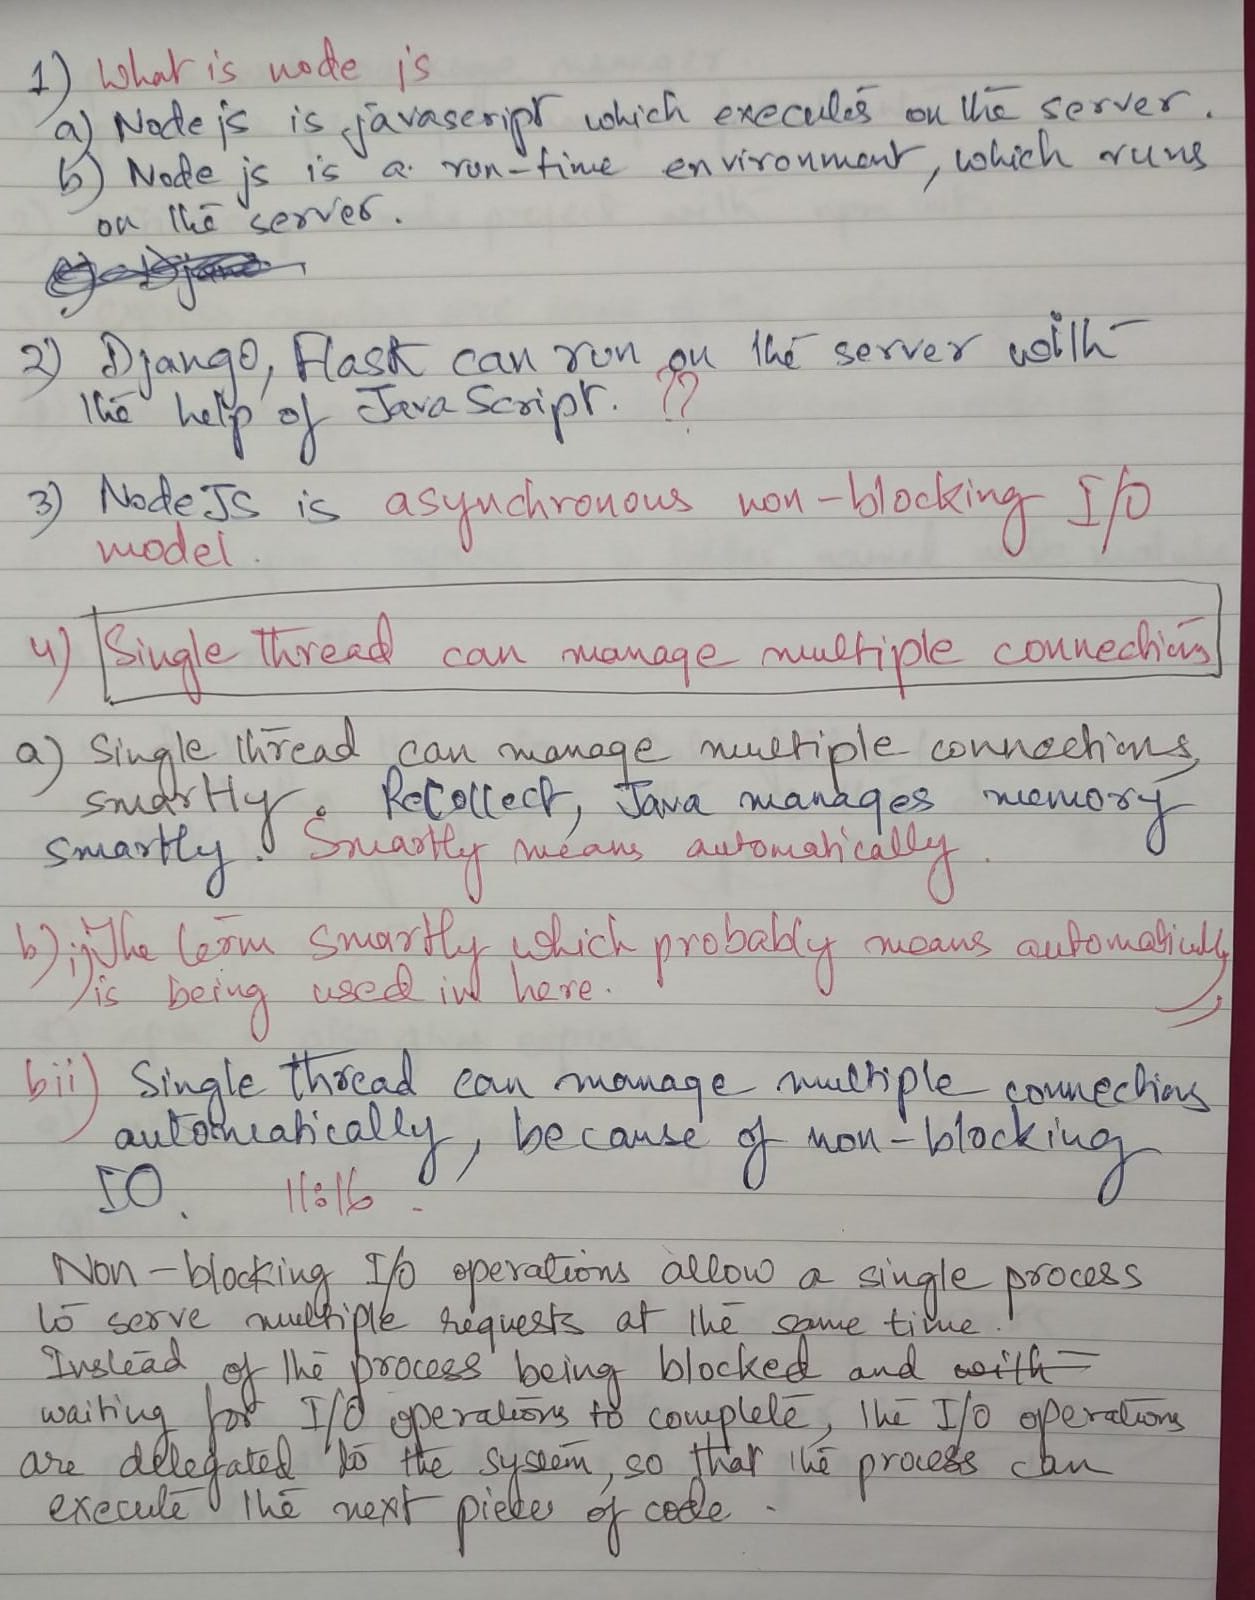 1) What is node js
a) Node js is javascript which executes on the server.
b) Node js is a run-time environment, which runs
on the server.
2) Django, Flask can run on the server with
the help of JavaScript. ??
3) NodeJS is asynchronous non-blocking I/O
model.
4) Single thread can manage multiple connections
a) Single thread can manage multiple connections
smartly. ReCollect, Java manages memory
smartly. Smartly means automatically.
b) i) The term smartly which probably means automatically
is being used in here.
bii) Single thread can manage multiple connections
automatically, because of non-blocking
IO. 11:16.
Non-blocking I/O operations allow a single process
to serve multiple requests at the same time.
Instead of the process being blocked and with
waiting for I/O operations to complete, the I/O operations
are delegated to the system, so that the process can
execute the next piece of code.